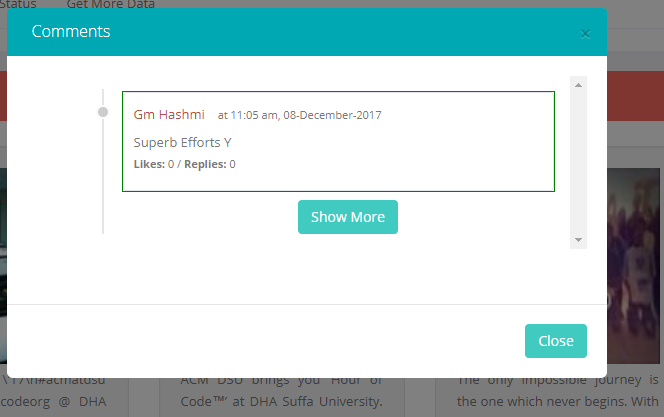 Status Get More Data
Comments
×
Gm Hashmi at 11:05 am, 08-December-2017
Superb Efforts Y
Likes: 0 / Replies: 0
Show More
Close
#acmatdsu
codeorg @ DHA
ACM DSU brings you 'Hour of
Code™' at DHA Suffa University.
The only impossible journey is
the one which never begins. With